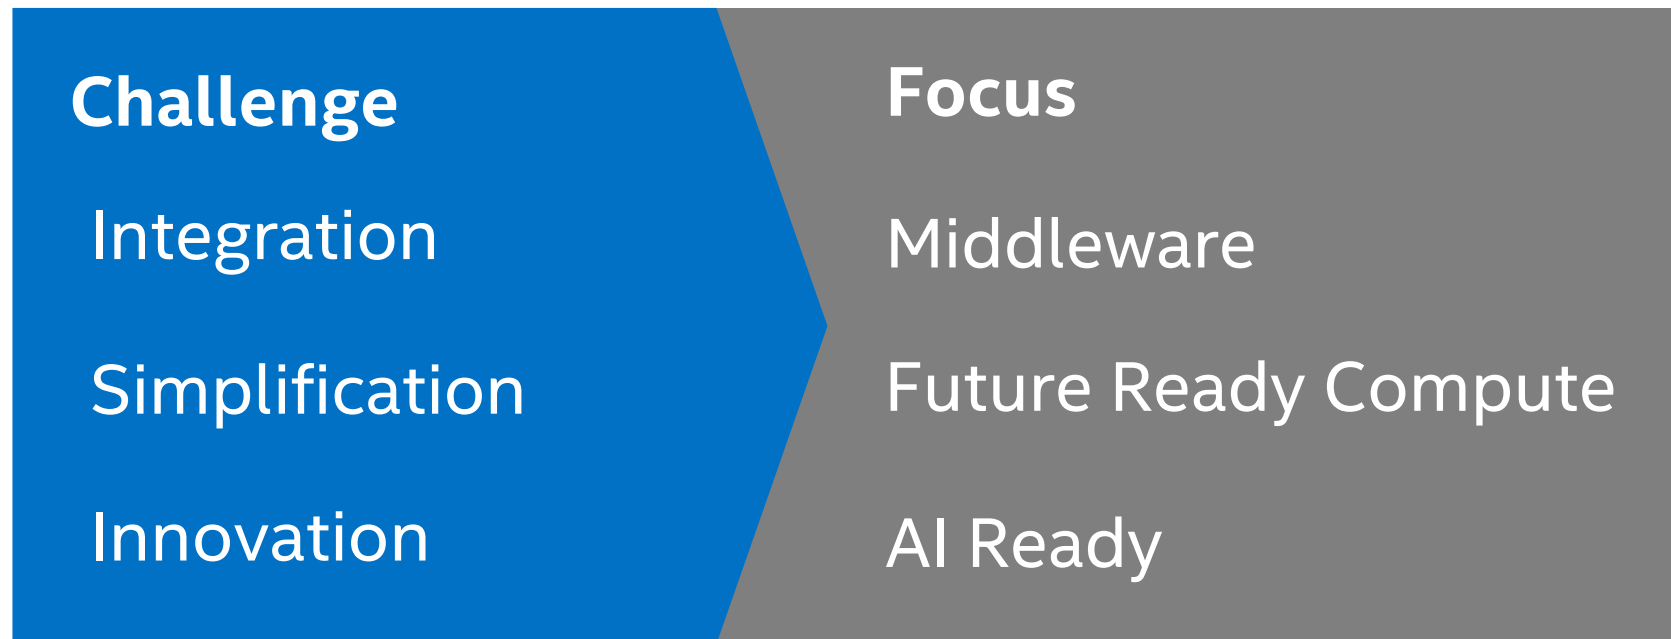 Challenge
Integration
Simplification
Innovation
Focus
Middleware
Future Ready Compute
AI Ready